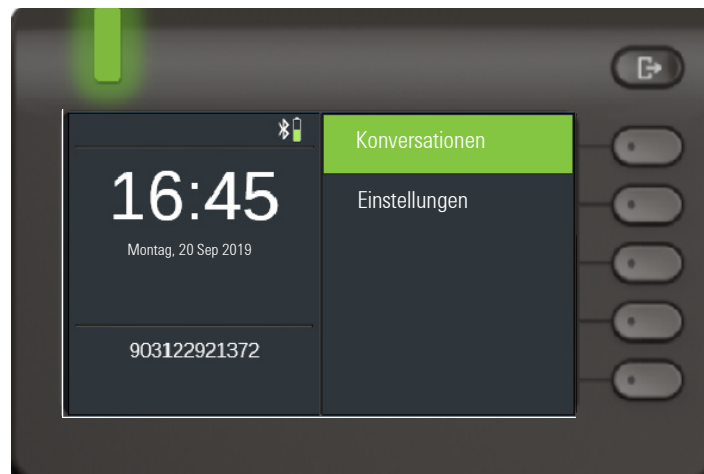 16:45
Montag, 20 Sep 2019
903122921372
Konversationen
Einstellungen